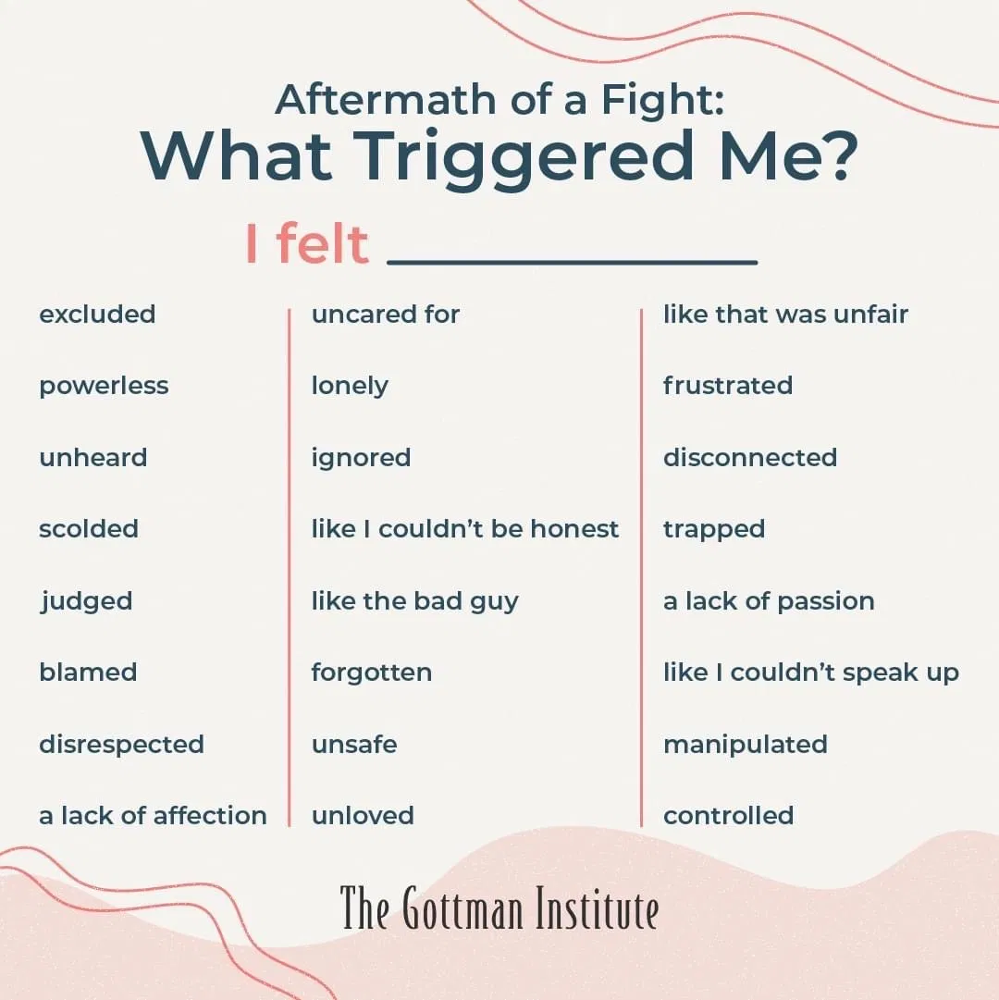 Aftermath of a Fight:
What Triggered Me?
I felt
excluded
powerless
unheard
scolded
judged
blamed
disrespected
a lack of affection
uncared for
lonely
ignored
like I couldn’t be honest
like the bad guy
forgotten
unsafe
unloved
like that was unfair
frustrated
disconnected
trapped
a lack of passion
like I couldn’t speak up
manipulated
controlled
The Gottman Institute